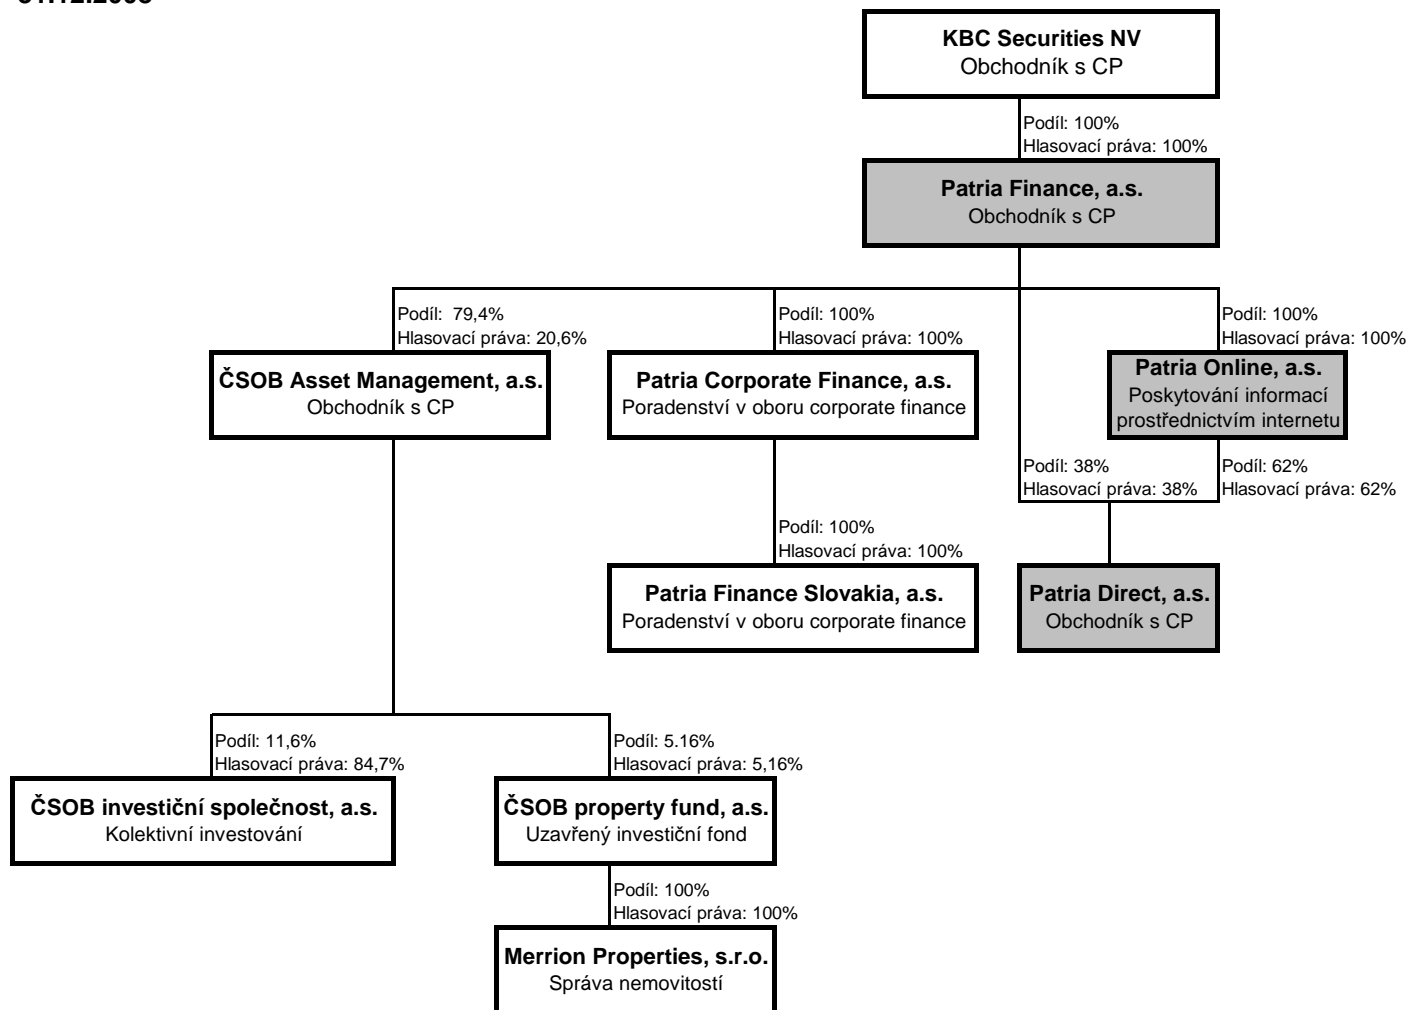 KBC Securities NV
Obchodník s CP
Podíl: 100%
Hlasovací práva: 100%
Patria Finance, a.s.
Obchodník s CP
Podíl:  79,4%
Hlasovací práva: 20,6%
Podíl: 100%
Hlasovací práva: 100%
Podíl: 100%
Hlasovací práva: 100%
ČSOB Asset Management, a.s.
Obchodník s CP
Patria Corporate Finance, a.s.
Poradenství v oboru corporate finance
Patria Online, a.s.
Poskytování informací
prostřednictvím internetu
Podíl: 38%
Hlasovací práva: 38%
Podíl: 62%
Hlasovací práva: 62%
Podíl: 100%
Hlasovací práva: 100%
Patria Finance Slovakia, a.s.
Poradenství v oboru corporate finance
Patria Direct, a.s.
Obchodník s CP
Podíl: 11,6%
Hlasovací práva: 84,7%
Podíl: 5.16%
Hlasovací práva: 5,16%
ČSOB investiční společnost, a.s.
Kolektivní investování
ČSOB property fund, a.s.
Uzavřený investiční fond
Podíl: 100%
Hlasovací práva: 100%
Merrion Properties, s.r.o.
Správa nemovitostí